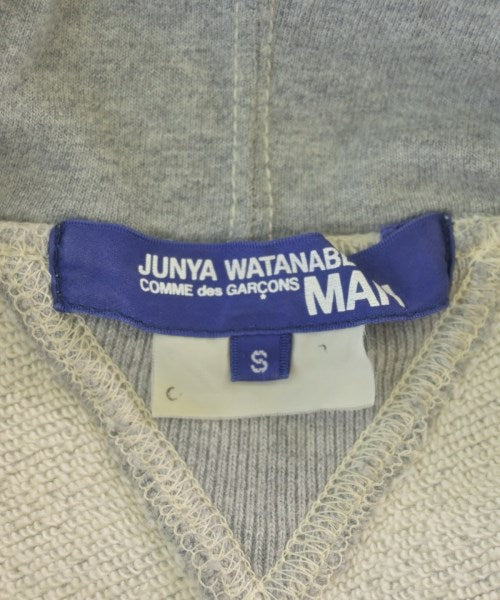 JUNYA WATANABE
COMME des GARÇONS
MAN
S